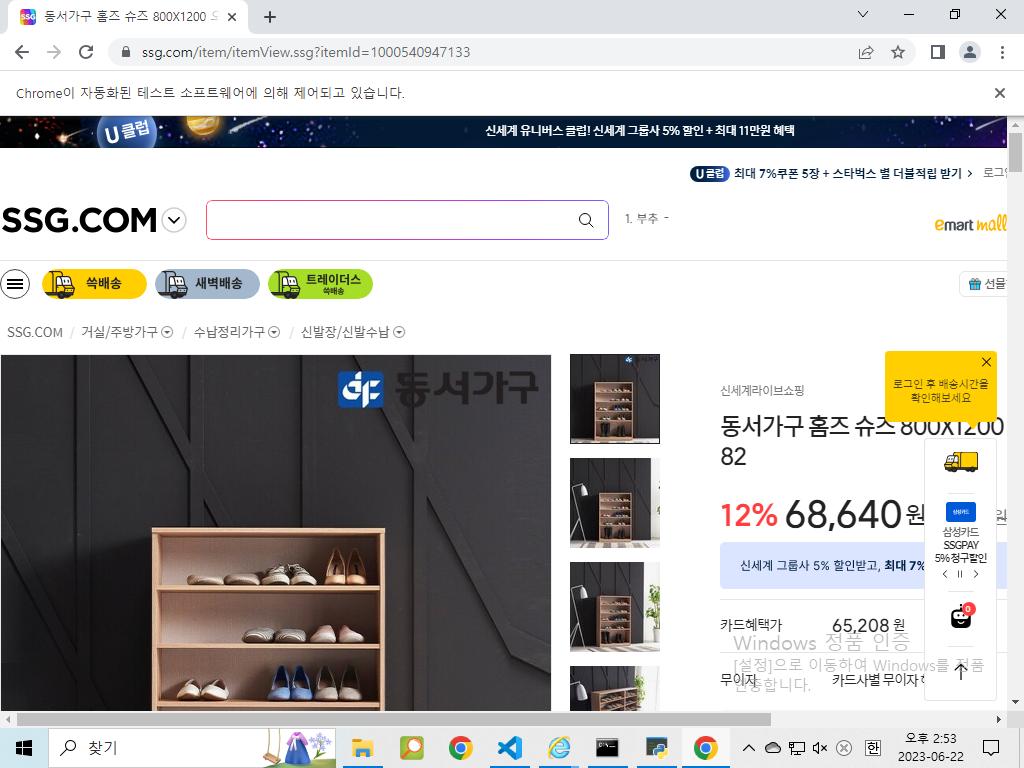 동서가구 홈즈 슈즈 800X1200
ssg.com/item/itemView.ssg?itemId=1000540947133
Chrome이 자동화된 테스트 소프트웨어에 의해 제어되고 있습니다.
U 클럽
신세계 유니버스 클럽! 신세계 그룹사 5% 할인 + 최대 11만원 혜택
U 클럽 최대 7%쿠폰 5장 + 스타벅스 별 더블적립 받기 >
SSG.COM
1. 부추 -
emart mall
쓱배송
새벽배송
트레이더스
쓱배송
선물
SSG.COM / 거실/주방가구 / 수납정리가구 / 신발장/신발수납
동서가구
로그인 후 배송시간을
확인해보세요
신세계라이브쇼핑
동서가구 홈즈 슈즈 800X1200
82
12% 68,640원
삼성카드
삼성카드
SSGPAY
5% 청구할인
신세계 그룹사 5% 할인받고, 최대 7%
0
카드혜택가 65,208 원
Windows 정품 인증
[설정]으로 이동하여 Windows를 정품
인증합니다.
무이자 카드사별 무이자
찾기
한
오후 2:53
2023-06-22